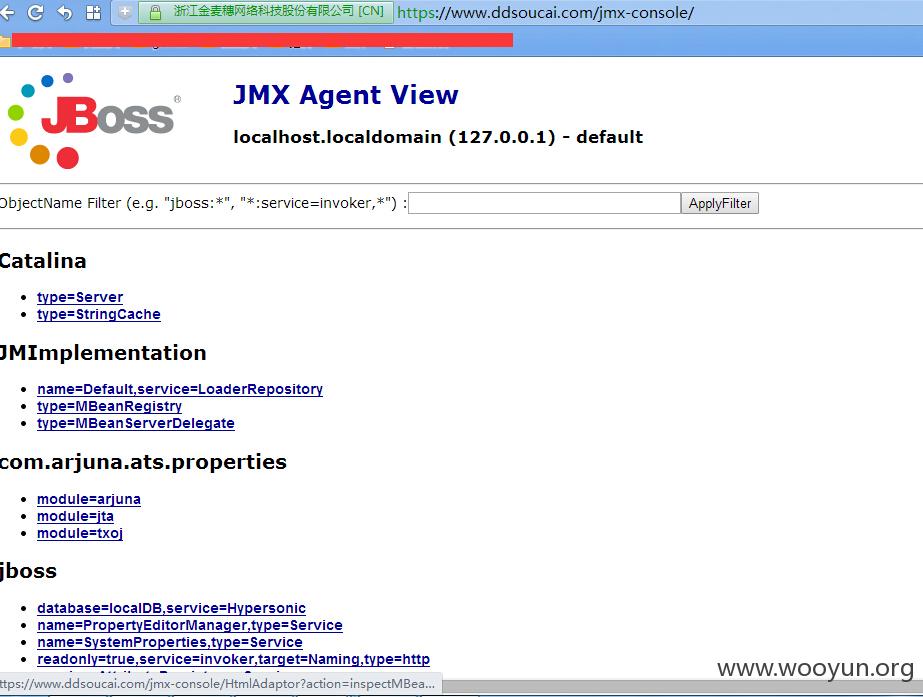 浙江金麦穗网络科技股份有限公司 [CN]
https://www.ddsoucai.com/jmx-console/
JBoss®
JMX Agent View
localhost.localdomain (127.0.0.1) - default
ObjectName Filter (e.g. "jboss:*", "*:service=invoker,*") :
ApplyFilter
Catalina
type=Server
type=StringCache
JMImplementation
name=Default,service=LoaderRepository
type=MBeanRegistry
type=MBeanServerDelegate
com.arjuna.ats.properties
module=arjuna
module=jta
module=txoj
jboss
database=localDB,service=Hypersonic
name=PropertyEditorManager,type=Service
name=SystemProperties,type=Service
readonly=true,service=invoker,target=Naming,type=http
ttps://www.ddsoucai.com/jmx-console/HtmlAdaptor?action=inspectMBea...
www.wooyun.org